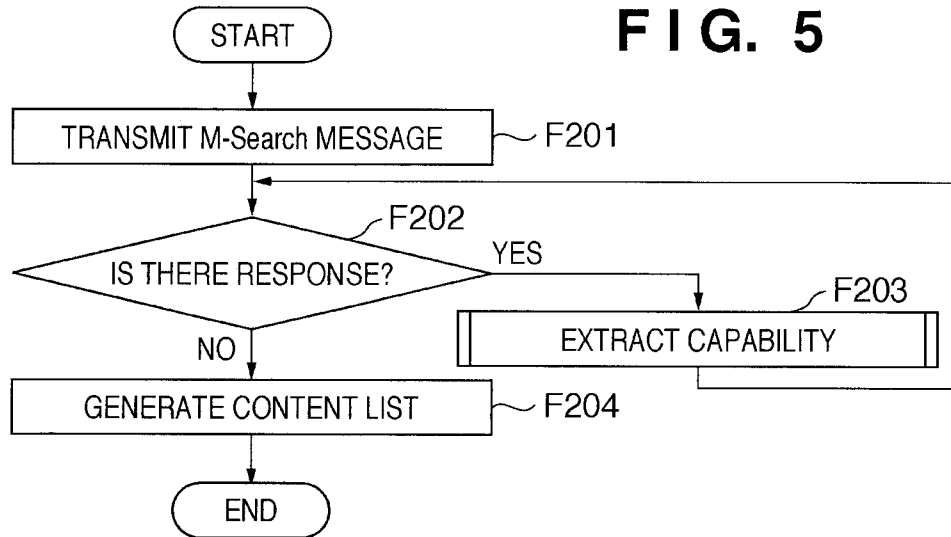 FIG. 5
START
TRANSMIT M-Search MESSAGE
F201
F202
IS THERE RESPONSE?
YES
F203
EXTRACT CAPABILITY
NO
GENERATE CONTENT LIST
F204
END